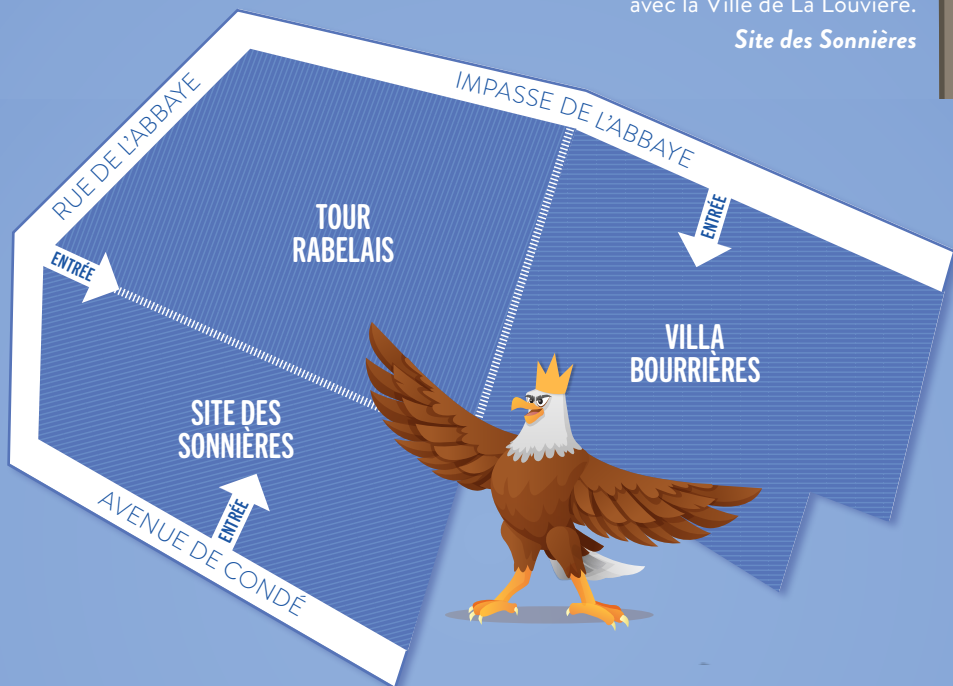 avec la Ville de La Louvière.
Site des Sonnières
IMPASSE DE L'ABBAYE
RUE DE L'ABBAYE
ENTRÉE
TOUR
RABELAIS
ENTRÉE
VILLA
BOURRIÈRES
SITE DES
SONNIÈRES
ENTRÉE
AVENUE DE CONDÉ